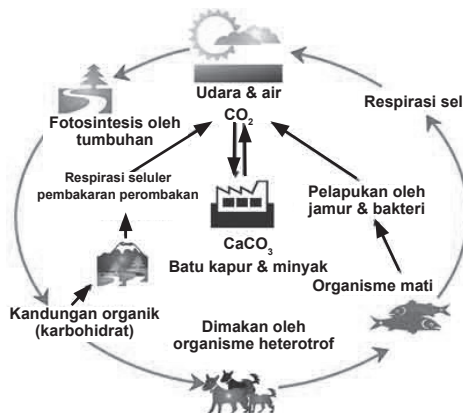 Udara & air
CO₂
Fotosintesis oleh
tumbuhan
Respirasi sel
Respirasi seluler
pembakaran perombakan
Pelapukan oleh
jamur & bakteri
CaCO₃
Batu kapur & minyak
Organisme mati
Kandungan organik
(karbohidrat)
Dimakan oleh
organisme heterotrof